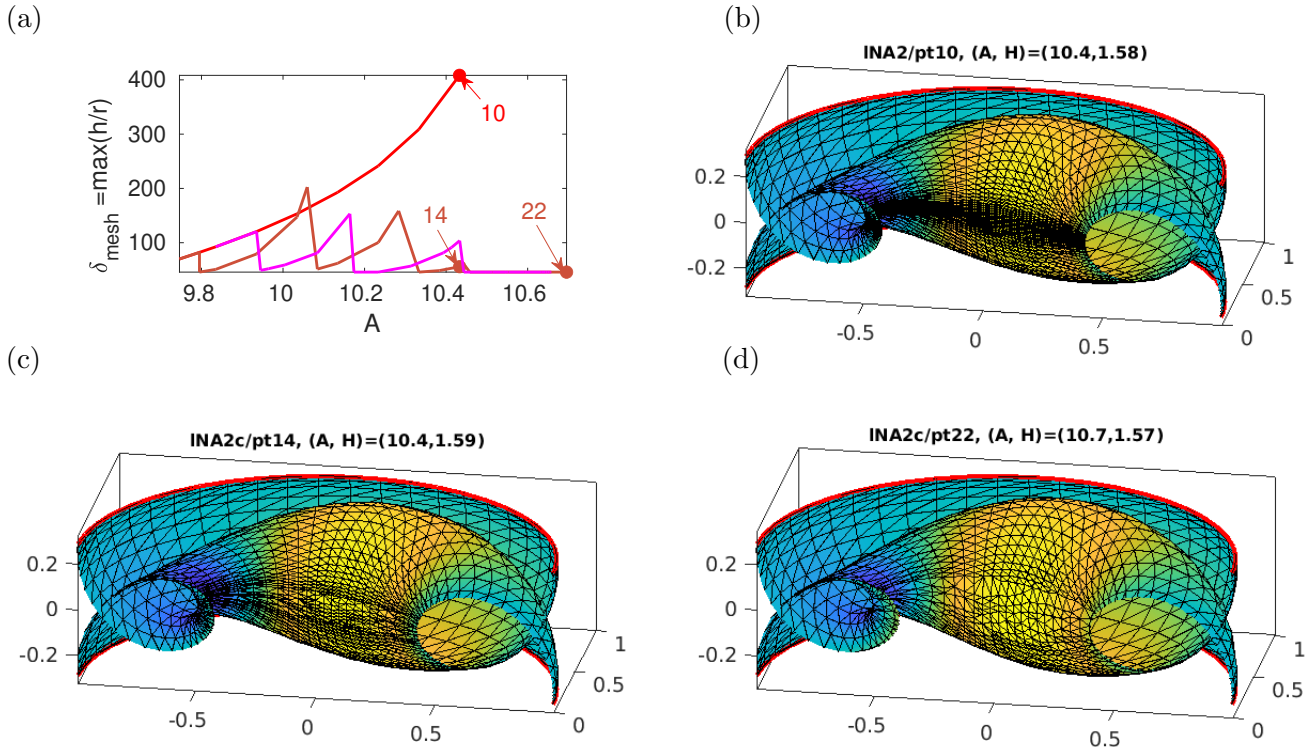 (a)
δmesh =max(h/r)
400
300
200
100
10
14
22
9.8 10 10.2 10.4 10.6
A
(b)
lNA2/pt10, (A, H)=(10.4,1.58)
0.2
0
-0.2
-0.5 0 0.5
0 0.5 1
(c)
lNA2c/pt14, (A, H)=(10.4,1.59)
0.2
0
-0.2
-0.5 0 0.5
0 0.5 1
(d)
lNA2c/pt22, (A, H)=(10.7,1.57)
0.2
0
-0.2
-0.5 0 0.5
0 0.5 1